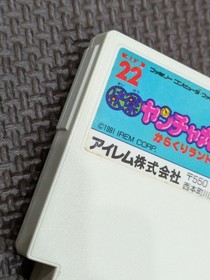 22
ファミリー コンピュータ
ヤンチャ
からくりランド
©1991 IREM CORP.
アイレム株式会社
〒550
西本町